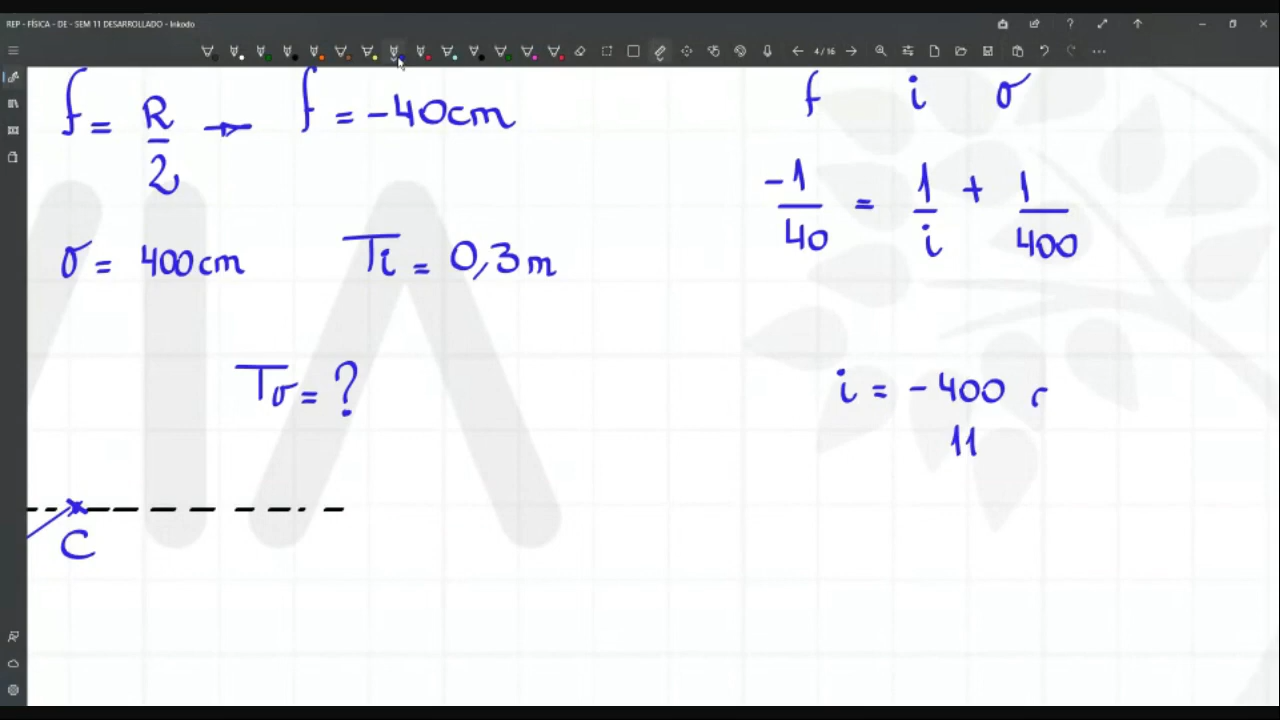 REP - FÍSICA - DE - SEM 11 DESARROLLADO - Inkodo
4/16
f = R/2 → f = -40cm
σ = 400cm Ti = 0,3m
Tσ = ?
C
f i σ
-1/40 = 1/i + 1/400
i = -400 c
11